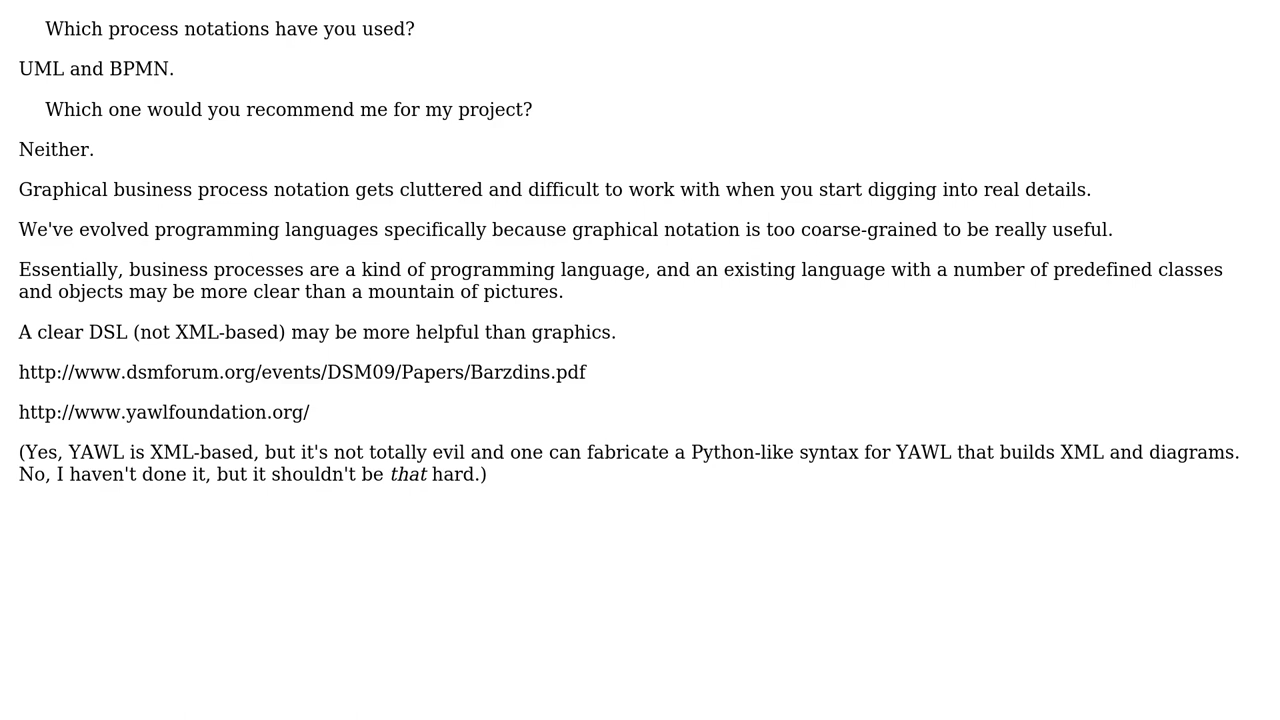 Which process notations have you used?
UML and BPMN.
Which one would you recommend me for my project?
Neither.
Graphical business process notation gets cluttered and difficult to work with when you start digging into real details.
We've evolved programming languages specifically because graphical notation is too coarse-grained to be really useful.
Essentially, business processes are a kind of programming language, and an existing language with a number of predefined classes
and objects may be more clear than a mountain of pictures.
A clear DSL (not XML-based) may be more helpful than graphics.
http://www.dsmforum.org/events/DSM09/Papers/Barzdins.pdf
http://www.yawlfoundation.org/
(Yes, YAWL is XML-based, but it's not totally evil and one can fabricate a Python-like syntax for YAWL that builds XML and diagrams.
No, I haven't done it, but it shouldn't be that hard.)